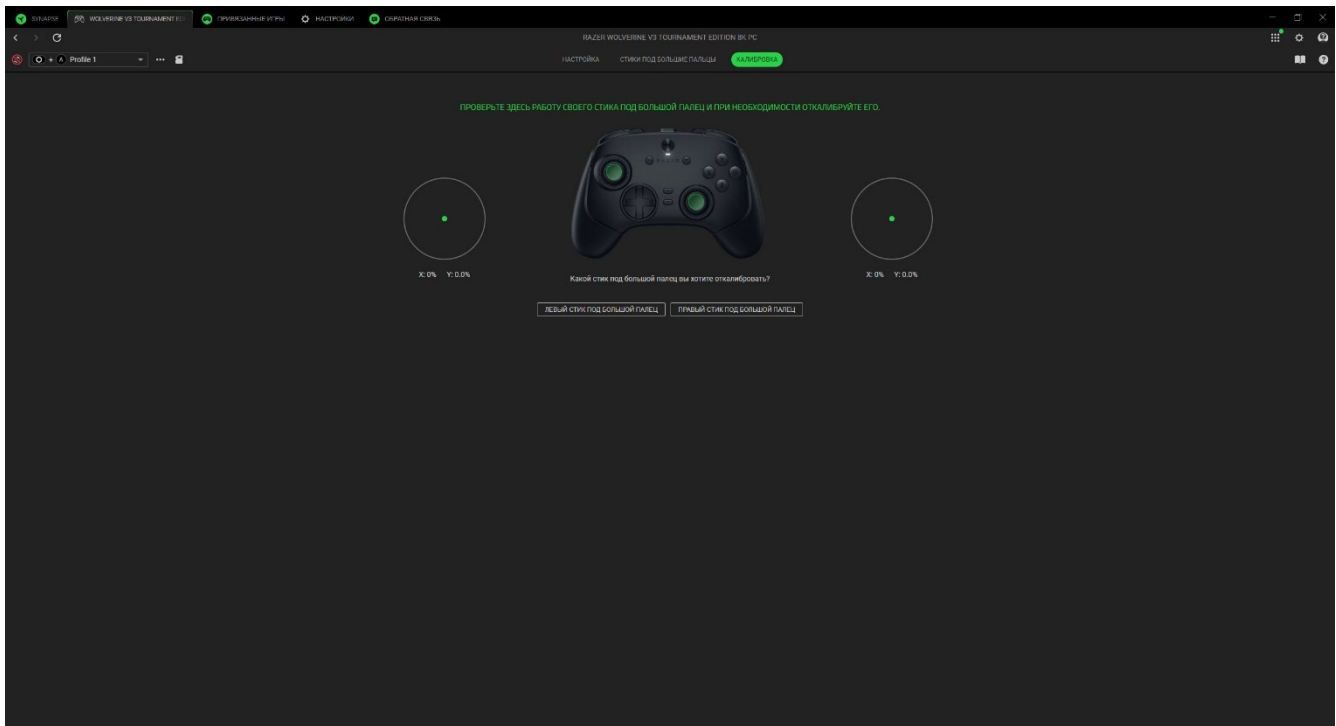 SYNAPSE WOLVERINE V3 TOURNAMENT EDI ПРИВЯЗАННЫЕ ИГРЫ НАСТРОЙКИ ОБРАТНАЯ СВЯЗЬ
RAZER WOLVERINE V3 TOURNAMENT EDITION 8K PC
O + A Profile 1 НАСТРОЙКА СТИКИ ПОД БОЛЬШИЕ ПАЛЬЦЫ КАЛИБРОВКА
ПРОВЕРЬТЕ ЗДЕСЬ РАБОТУ СВОЕГО СТИКА ПОД БОЛЬШОЙ ПАЛЕЦ И ПРИ НЕОБХОДИМОСТИ ОТКАЛИБРУЙТЕ ЕГО.
X: 0% Y: 0.0%
Какой стик под большой палец вы хотите откалибровать?
X: 0% Y: 0.0%
ЛЕВЫЙ СТИК ПОД БОЛЬШОЙ ПАЛЕЦ ПРАВЫЙ СТИК ПОД БОЛЬШОЙ ПАЛЕЦ